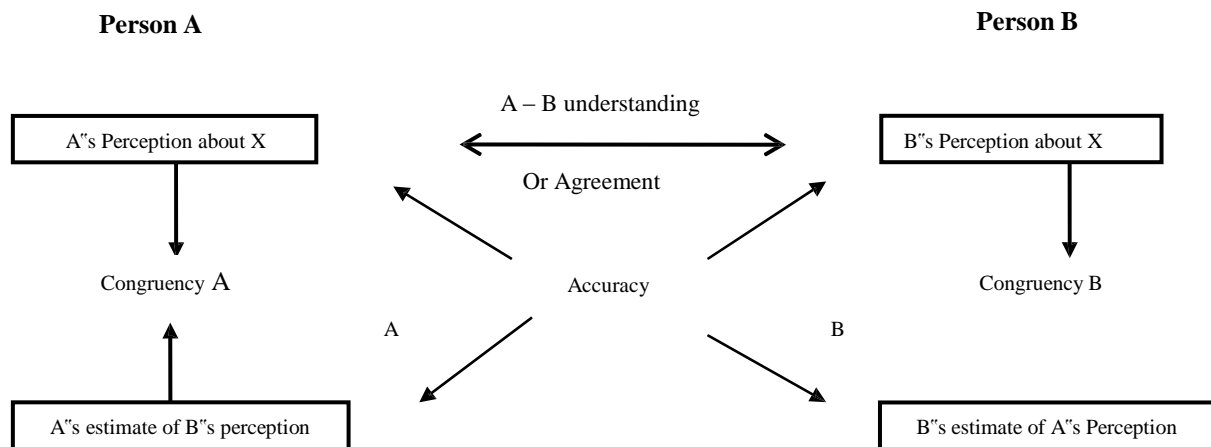 Person A
Person B
A – B understanding
A‟s Perception about X
B‟s Perception about X
Or Agreement
Congruency A
Accuracy
Congruency B
A
B
A‟s estimate of B‟s perception
B‟s estimate of A‟s Perception